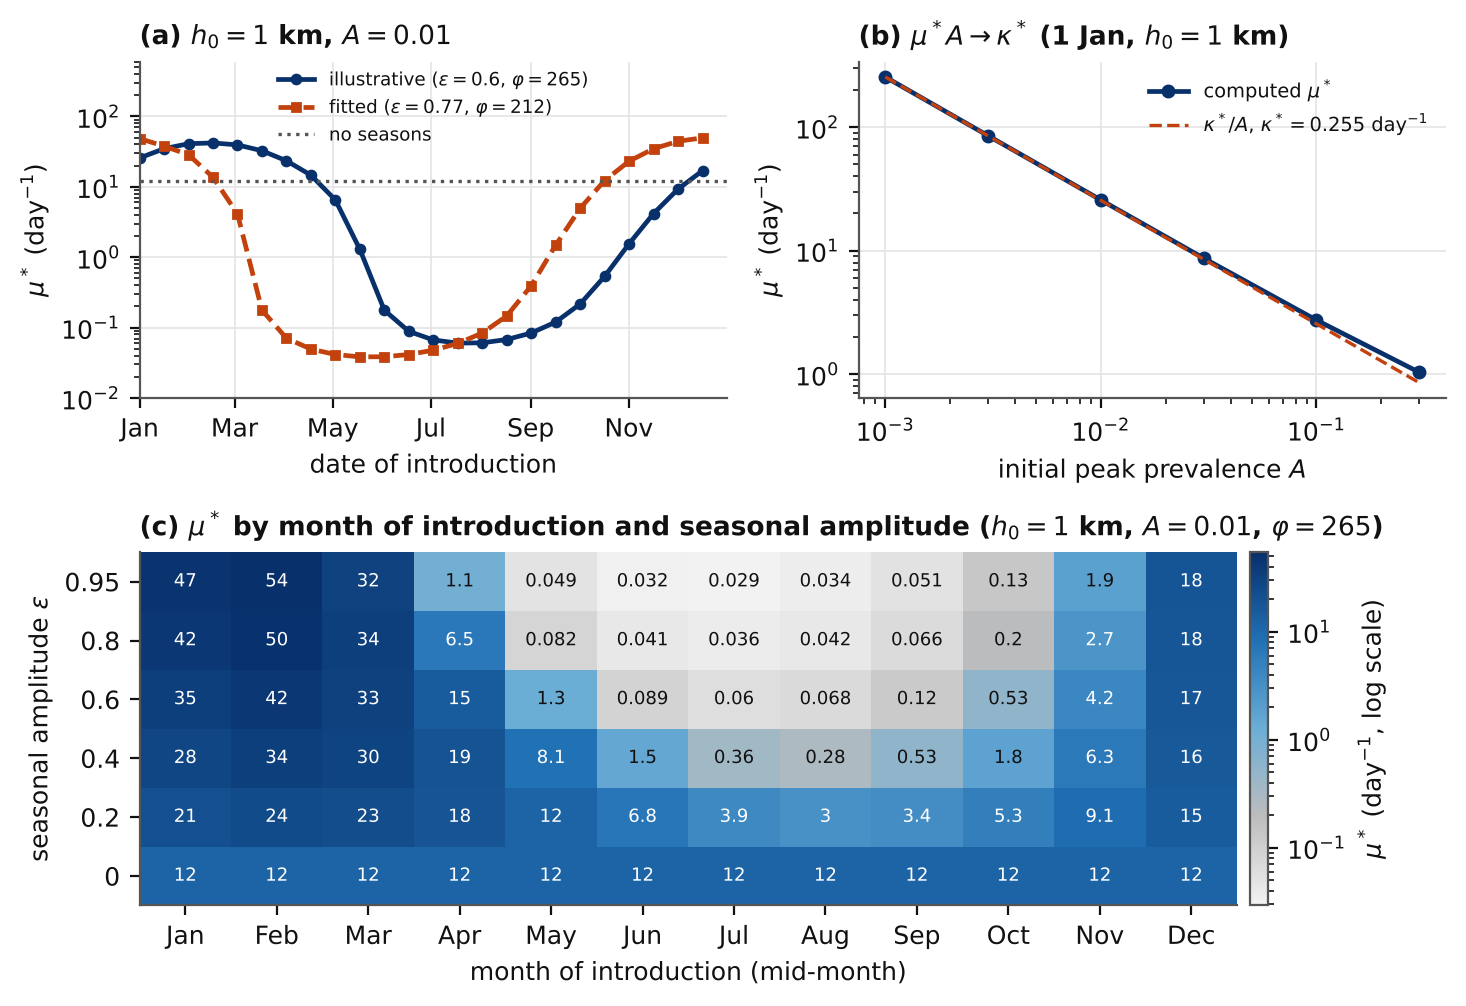 (a) h₀ = 1 km, A = 0.01
illustrative (ε = 0.6, φ = 265)
fitted (ε = 0.77, φ = 212)
no seasons
10²
10¹
10⁰
10⁻¹
10⁻²
μ* (day⁻¹)
Jan Mar May Jul Sep Nov
date of introduction
(b) μ*A → κ* (1 Jan, h₀ = 1 km)
computed μ*
κ*/A, κ* = 0.255 day⁻¹
10²
10¹
10⁰
μ* (day⁻¹)
10⁻³ 10⁻² 10⁻¹
initial peak prevalence A
(c) μ* by month of introduction and seasonal amplitude (h₀ = 1 km, A = 0.01, φ = 265)
seasonal amplitude ε
0.95 47 54 32 1.1 0.049 0.032 0.029 0.034 0.051 0.13 1.9 18
0.8 42 50 34 6.5 0.082 0.041 0.036 0.042 0.066 0.2 2.7 18
0.6 35 42 33 15 1.3 0.089 0.06 0.068 0.12 0.53 4.2 17
0.4 28 34 30 19 8.1 1.5 0.36 0.28 0.53 1.8 6.3 16
0.2 21 24 23 18 12 6.8 3.9 3 3.4 5.3 9.1 15
0 12 12 12 12 12 12 12 12 12 12 12 12
Jan Feb Mar Apr May Jun Jul Aug Sep Oct Nov Dec
month of introduction (mid-month)
10¹
10⁰
10⁻¹
μ* (day⁻¹, log scale)